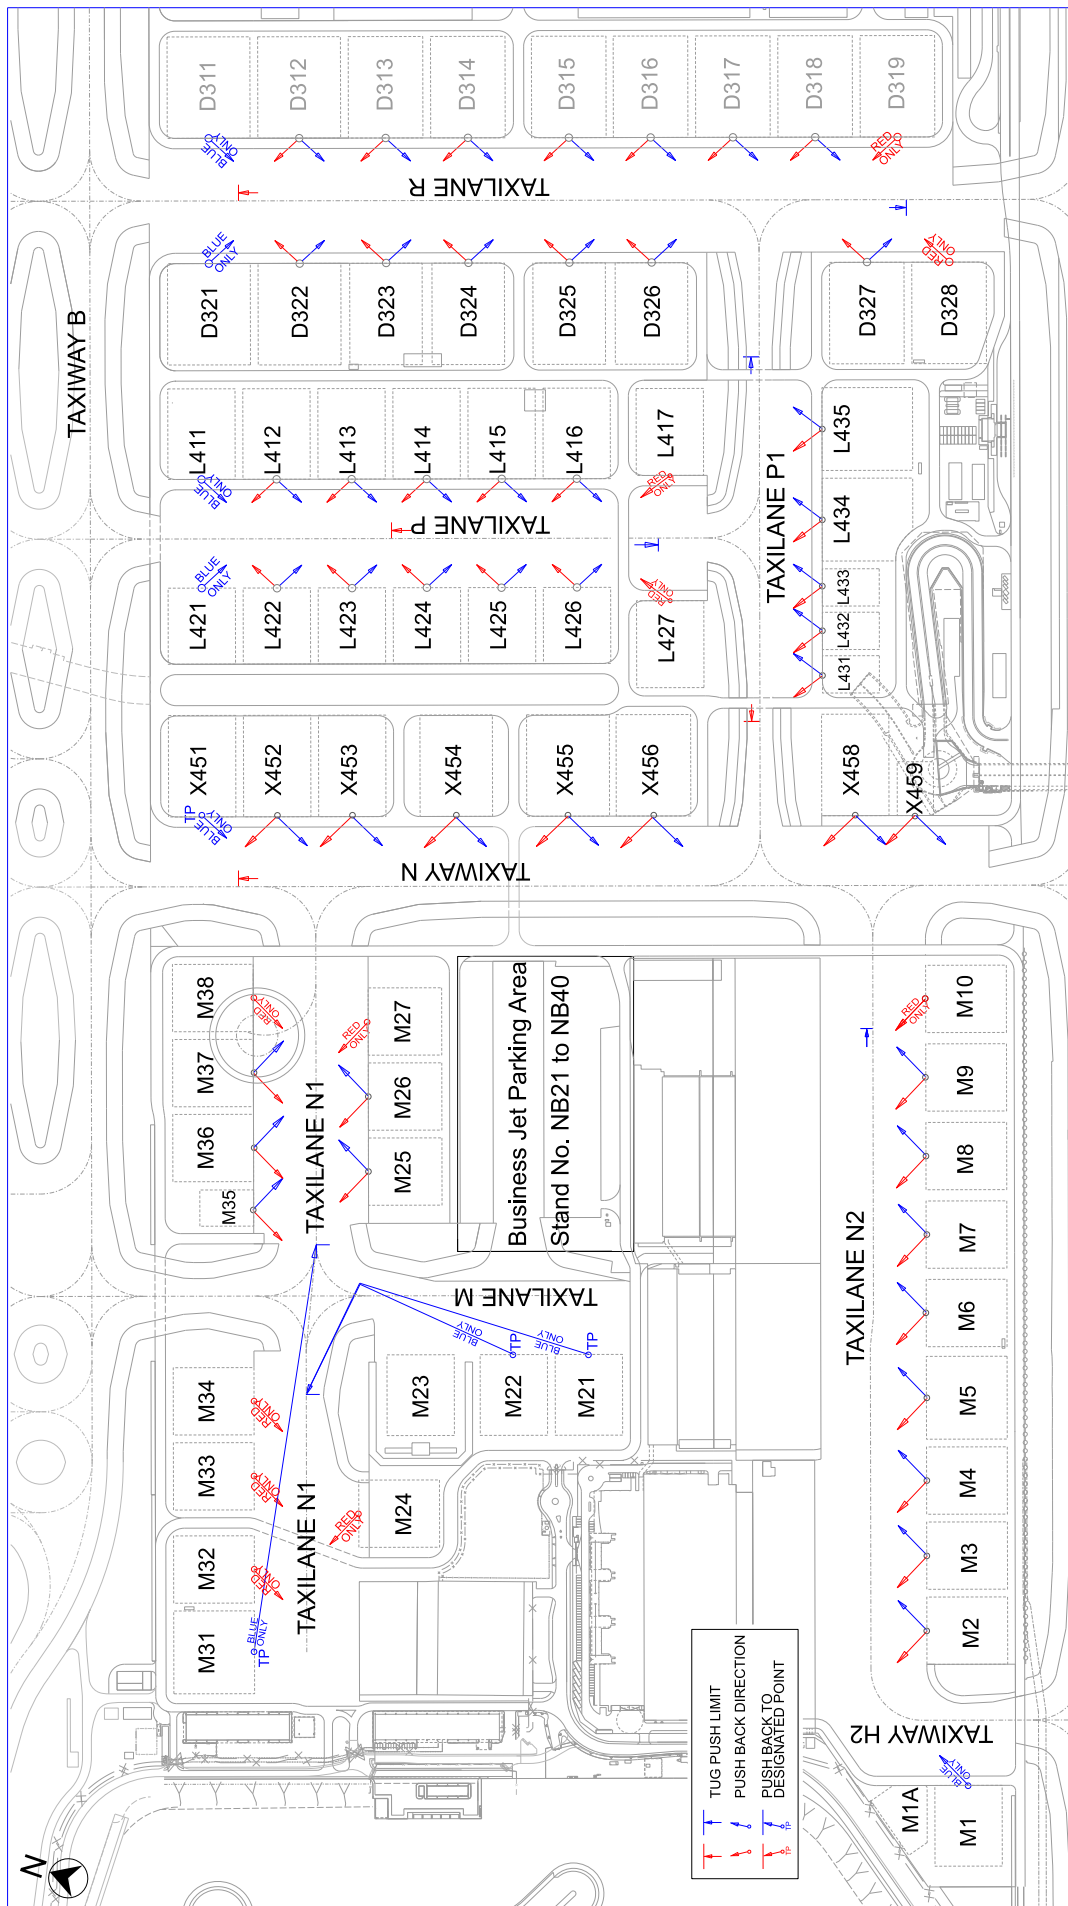 D311
D312
D313
D314
D315
D316
D317
D318
D319
BLUE
ONLY
RED
ONLY
TAXILANE R
BLUE
ONLY
RED
ONLY
D321
D322
D323
D324
D325
D326
D327
D328
TAXIWAY B
L411
L412
L413
L414
L415
L416
L417
L435
BLUE
ONLY
RED
ONLY
TAXILANE P
TAXILANE P1
L434
BLUE
ONLY
RED
ONLY
L421
L422
L423
L424
L425
L426
L427
L433
L432
L431
X451
X452
X453
X454
X455
X456
X458
X459
TP
BLUE
ONLY
TAXIWAY N
M38
M37
M36
M35
RED
ONLY
TAXILANE N1
RED
ONLY
M27
M26
M25
Business Jet Parking Area
Stand No. NB21 to NB40
RED
ONLY
M10
M9
M8
M7
M6
M5
M4
M3
M2
TAXILANE N2
TAXILANE M
BLUE
ONLY
TP
BLUE
ONLY
TP
M23
M22
M21
M34
M33
M32
M31
RED
ONLY
RED
ONLY
RED
ONLY
BLUE
ONLY
TP
TAXILANE N1
RED
ONLY
M24
TAXIWAY H2
BLUE
ONLY
M1A
M1
TUG PUSH LIMIT
PUSH BACK DIRECTION
TP
TP
PUSH BACK TO
DESIGNATED POINT
N